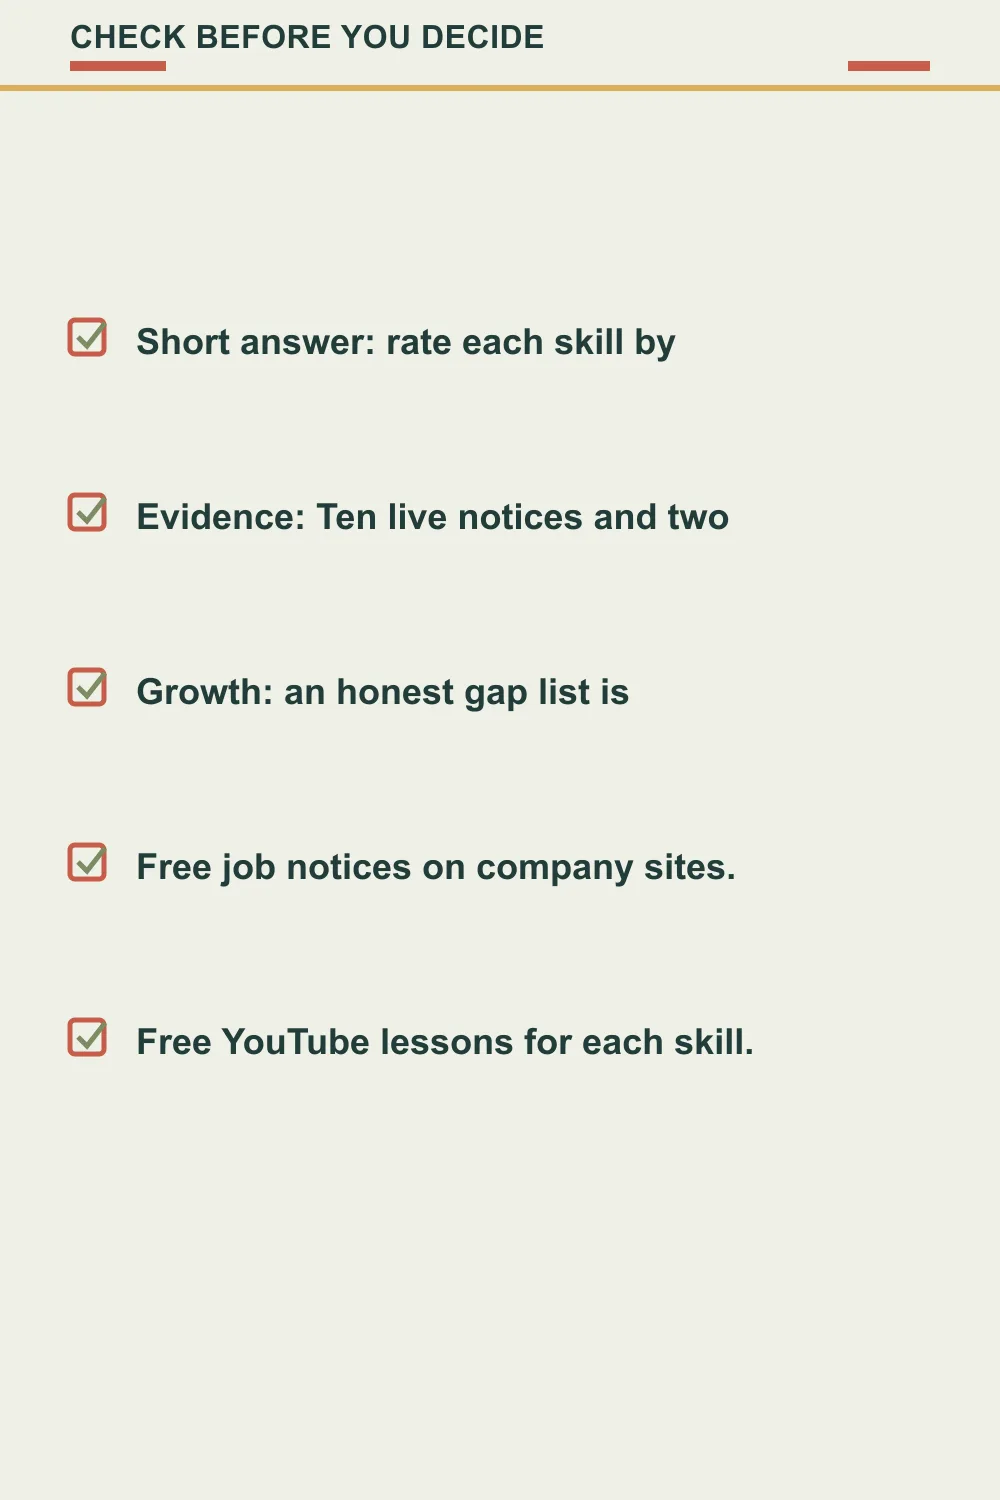 CHECK BEFORE YOU DECIDE
Short answer: rate each skill by
Evidence: Ten live notices and two
Growth: an honest gap list is
Free job notices on company sites.
Free YouTube lessons for each skill.